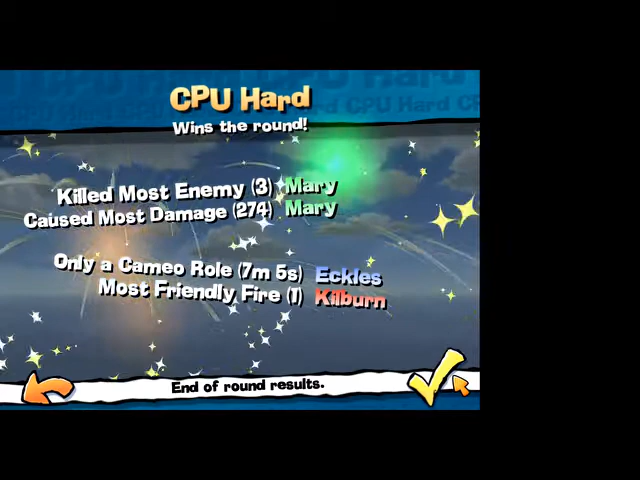 CPU Hard
Wins the round!
Killed Most Enemy (3) Mary
Caused Most Damage (274) Mary
Only a Cameo Role (7m 5s) Eckles
Most Friendly Fire (1) Kilburn
End of round results.